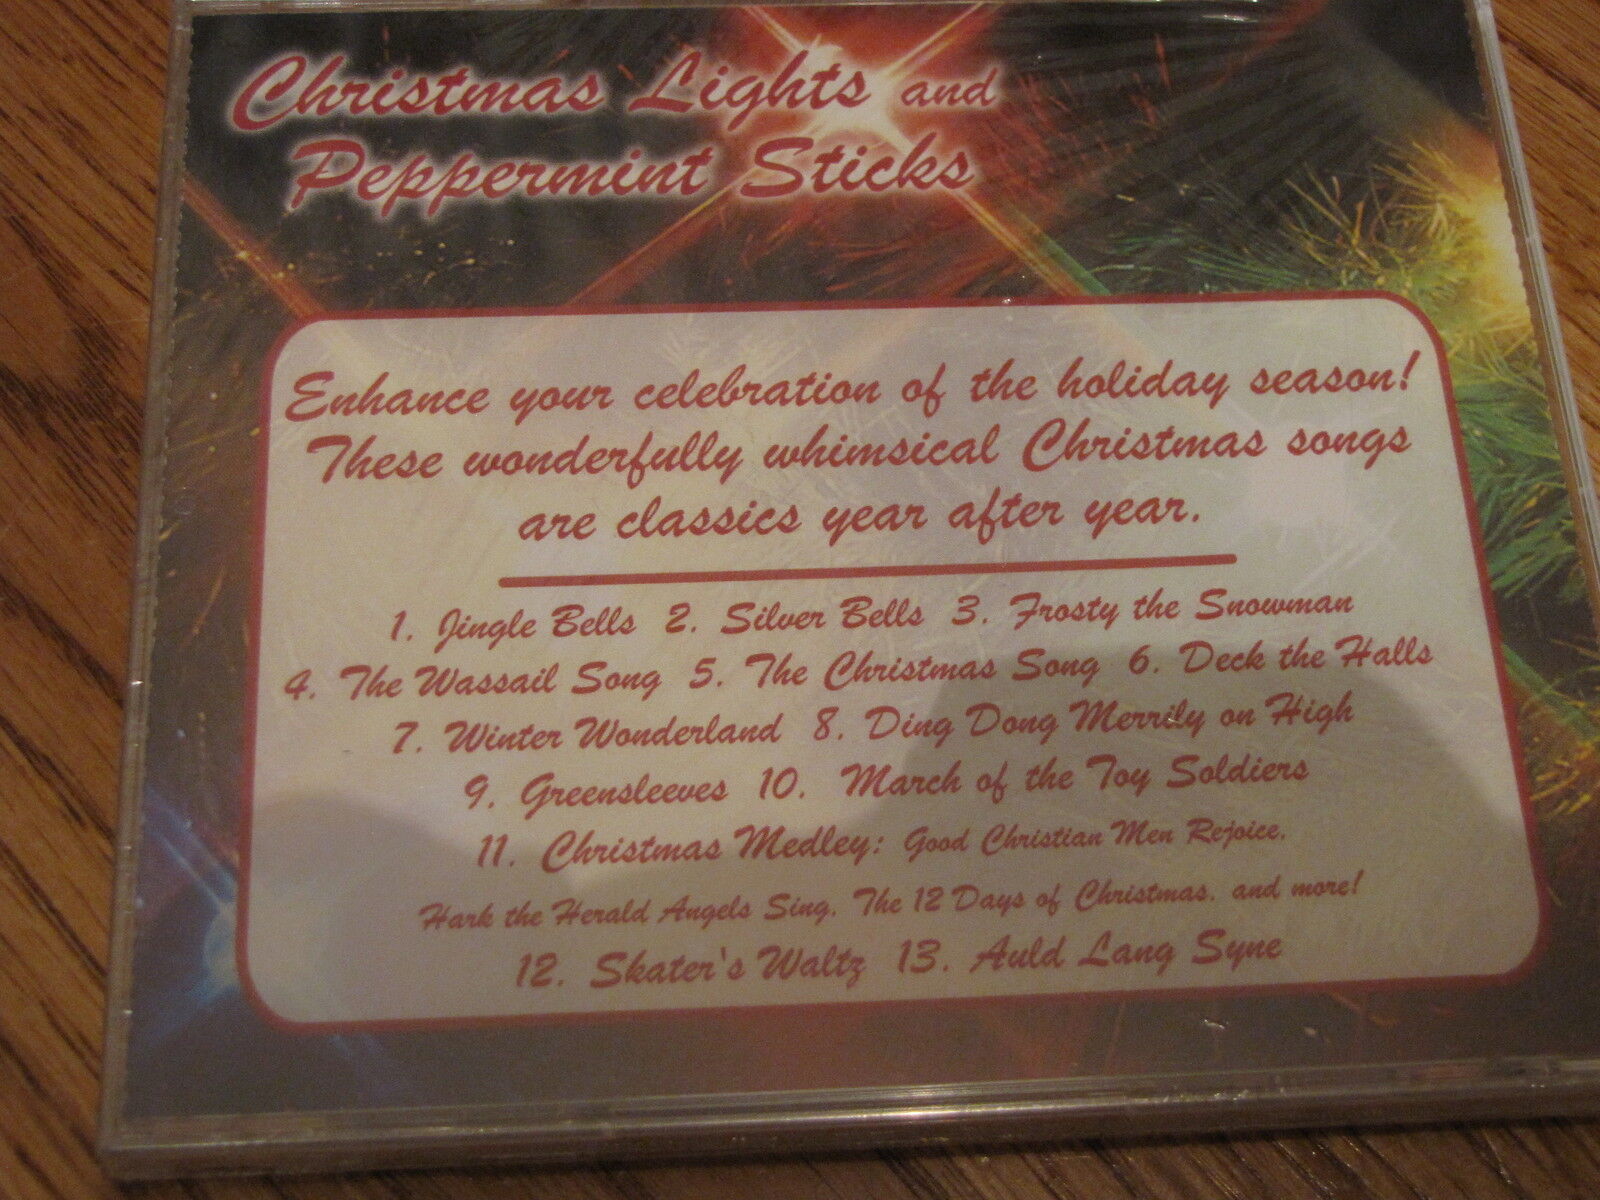 Christmas Lights and
Peppermint Sticks
Enhance your celebration of the holiday season!
These wonderfully whimsical Christmas songs
are classics year after year.
1. Jingle Bells 2. Silver Bells 3. Frosty the Snowman
4. The Wassail Song 5. The Christmas Song 6. Deck the Halls
7. Winter Wonderland 8. Ding Dong Merrily on High
9. Greensleeves 10. March of the Toy Soldiers
11. Christmas Medley: Good Christian Men Rejoice,
Hark the Herald Angels Sing, The 12 Days of Christmas, and more!
12. Skater's Waltz 13. Auld Lang Syne